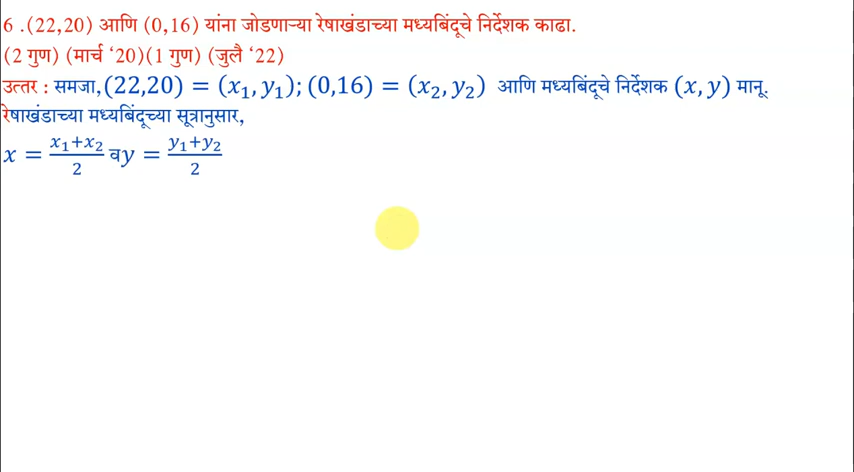 6 .(22,20) आणि (0,16) यांना जोडणाऱ्या रेषाखंडाच्या मध्यबिंदूचे निर्देशक काढा.
(2 गुण) (मार्च ‘20)(1 गुण) (जुलै ‘22)
उत्तर : समजा,(22,20) = (x₁, y₁); (0,16) = (x₂, y₂) आणि मध्यबिंदूचे निर्देशक (x, y) मानू.
रेषाखंडाच्या मध्यबिंदूच्या सूत्रानुसार,
x = (x₁+x₂)/2 व y = (y₁+y₂)/2